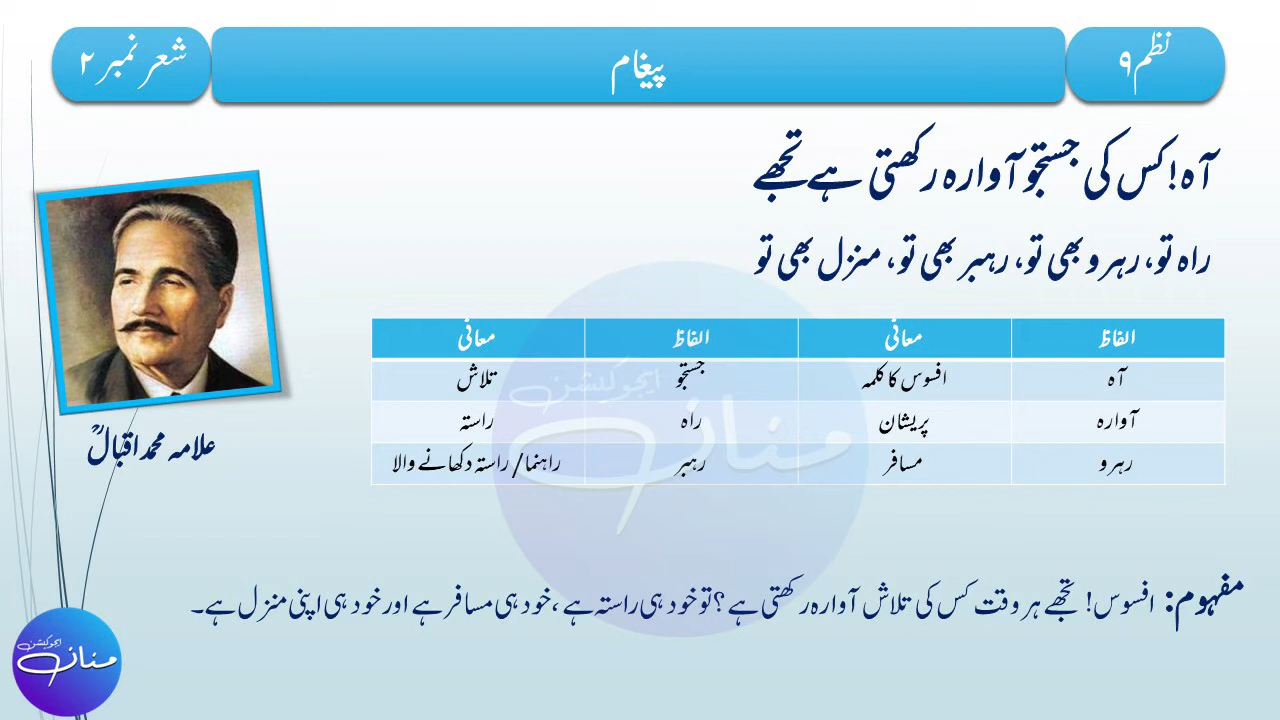 نظم ۹
پیغام
شعر نمبر ۲
آہ! کس کی جستجو آوارہ رکھتی ہے تجھے
راہ تو، رہرو بھی تو، رہبر بھی تو، منزل بھی تو
الفاظ معانی الفاظ معانی
آہ افسوس کا کلمہ جستجو تلاش
آوارہ پریشان راہ راستہ
رہرو مسافر رہبر راہنما/راستہ دکھانے والا
علامہ محمد اقبالؒ
مفہوم: افسوس! تجھے ہر وقت کس کی تلاش آوارہ رکھتی ہے؟ تو خود ہی راستہ ہے، خود ہی مسافر ہے اور خود ہی اپنی منزل ہے۔
ایجوکیشن
ایجوکیشن